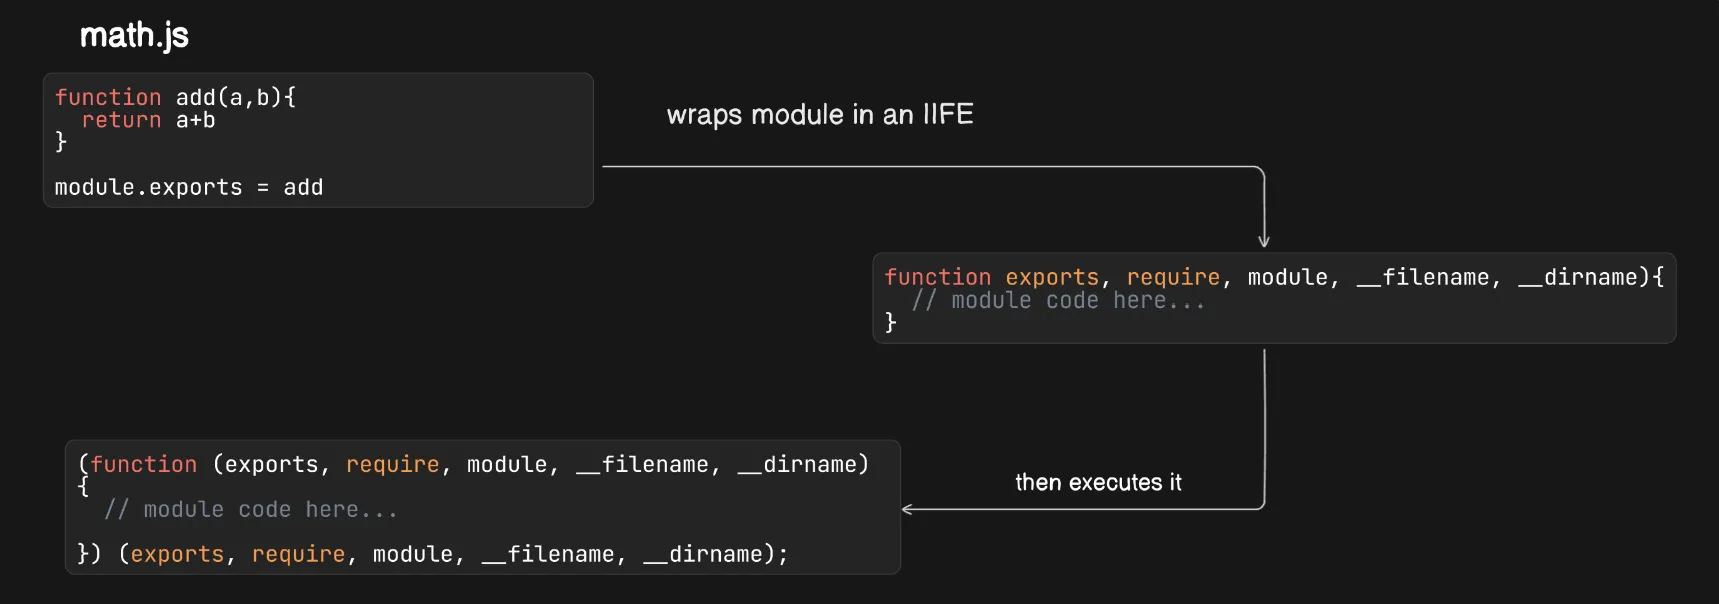 math.js
function add(a,b){
  return a+b
}
module.exports = add
wraps module in an IIFE
function exports, require, module, __filename, __dirname){
  // module code here...
}
then executes it
(function (exports, require, module, __filename, __dirname)
{
  // module code here...
}) (exports, require, module, __filename, __dirname);